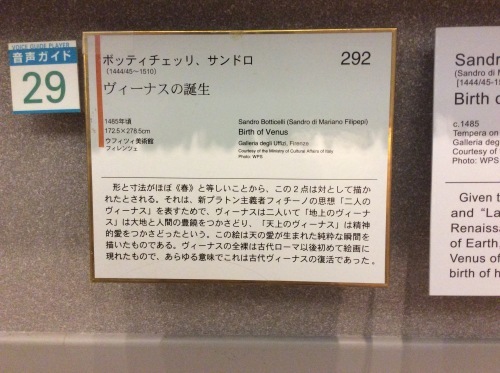 VOICE GUIDE PLAYER
音声ガイド
29
ボッティチェッリ、サンドロ
292
(1444/45〜1510)
ヴィーナスの誕生
1485年頃
172.5×278.5cm
ウフィツィ美術館
フィレンツェ
Sandro Botticelli (Sandro di Mariano Filipepi)
Birth of Venus
Galleria degli Uffizi, Firenze
Courtesy of the Ministry of Cultural Affairs of Italy
Photo: WPS
形と寸法がほぼ《春》と等しいことから、この2点は対として描か
れたとされる。それは、新プラトン主義者フィチーノの思想「二人の
ヴィーナス」を表すためで、ヴィーナスは二人いて「地上のヴィーナ
ス」は大地と人間の豊饒をつかさどり、「天上のヴィーナス」は精神
的愛をつかさどったという。この絵は天の愛が生まれた純粋な瞬間を
描いたものである。ヴィーナスの全裸は古代ローマ以後初めて絵画に
現れたもので、あらゆる意味でこれは古代ヴィーナスの復活であった。
Sandr
(Sandro di M
[1444/45-1
Birth o
c.1485
Tempera on
Courtesy of
Photo: WPS
Given t
and “La
Renaiss
of Earth
Venus of
birth of h